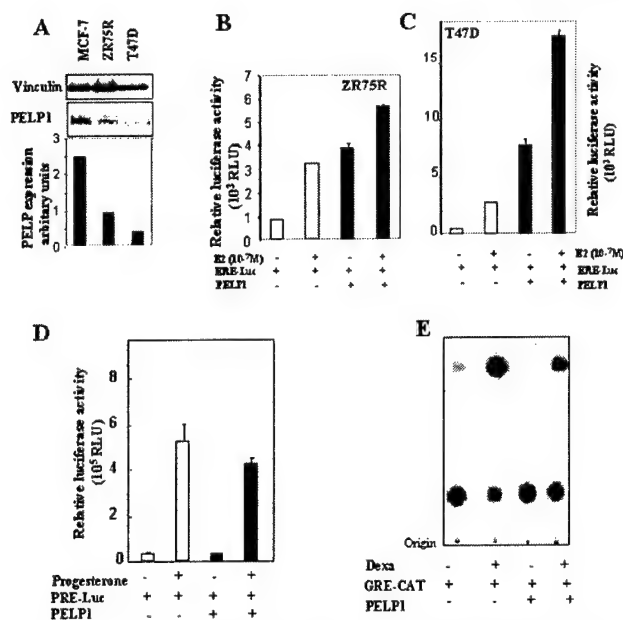 A
MCF-7
ZR75R
T47D
Vinculin
PELP1
PELP expression
arbitary units
3
2
1
0
B
Relative luciferase activity
(10³ RLU)
7
6
5
4
3
2
1
0
ZR75R
- + - + E2 (10-⁷M)
+ + + + ERE-Luc
- - + + PELP1
C
T47D
15
10
5
0
Relative luciferase activity
(10³ RLU)
- + - + E2 (10-⁷M)
+ + + + ERE-Luc
- - + + PELP1
D
Relative luciferase activity
(10⁵ RLU)
8
6
4
2
0
Progesterone - + - +
PRE-Luc + + + +
PELP1 - - + +
E
Origin
Dexa - + - +
GRE-CAT + + + +
PELP1 - - + +